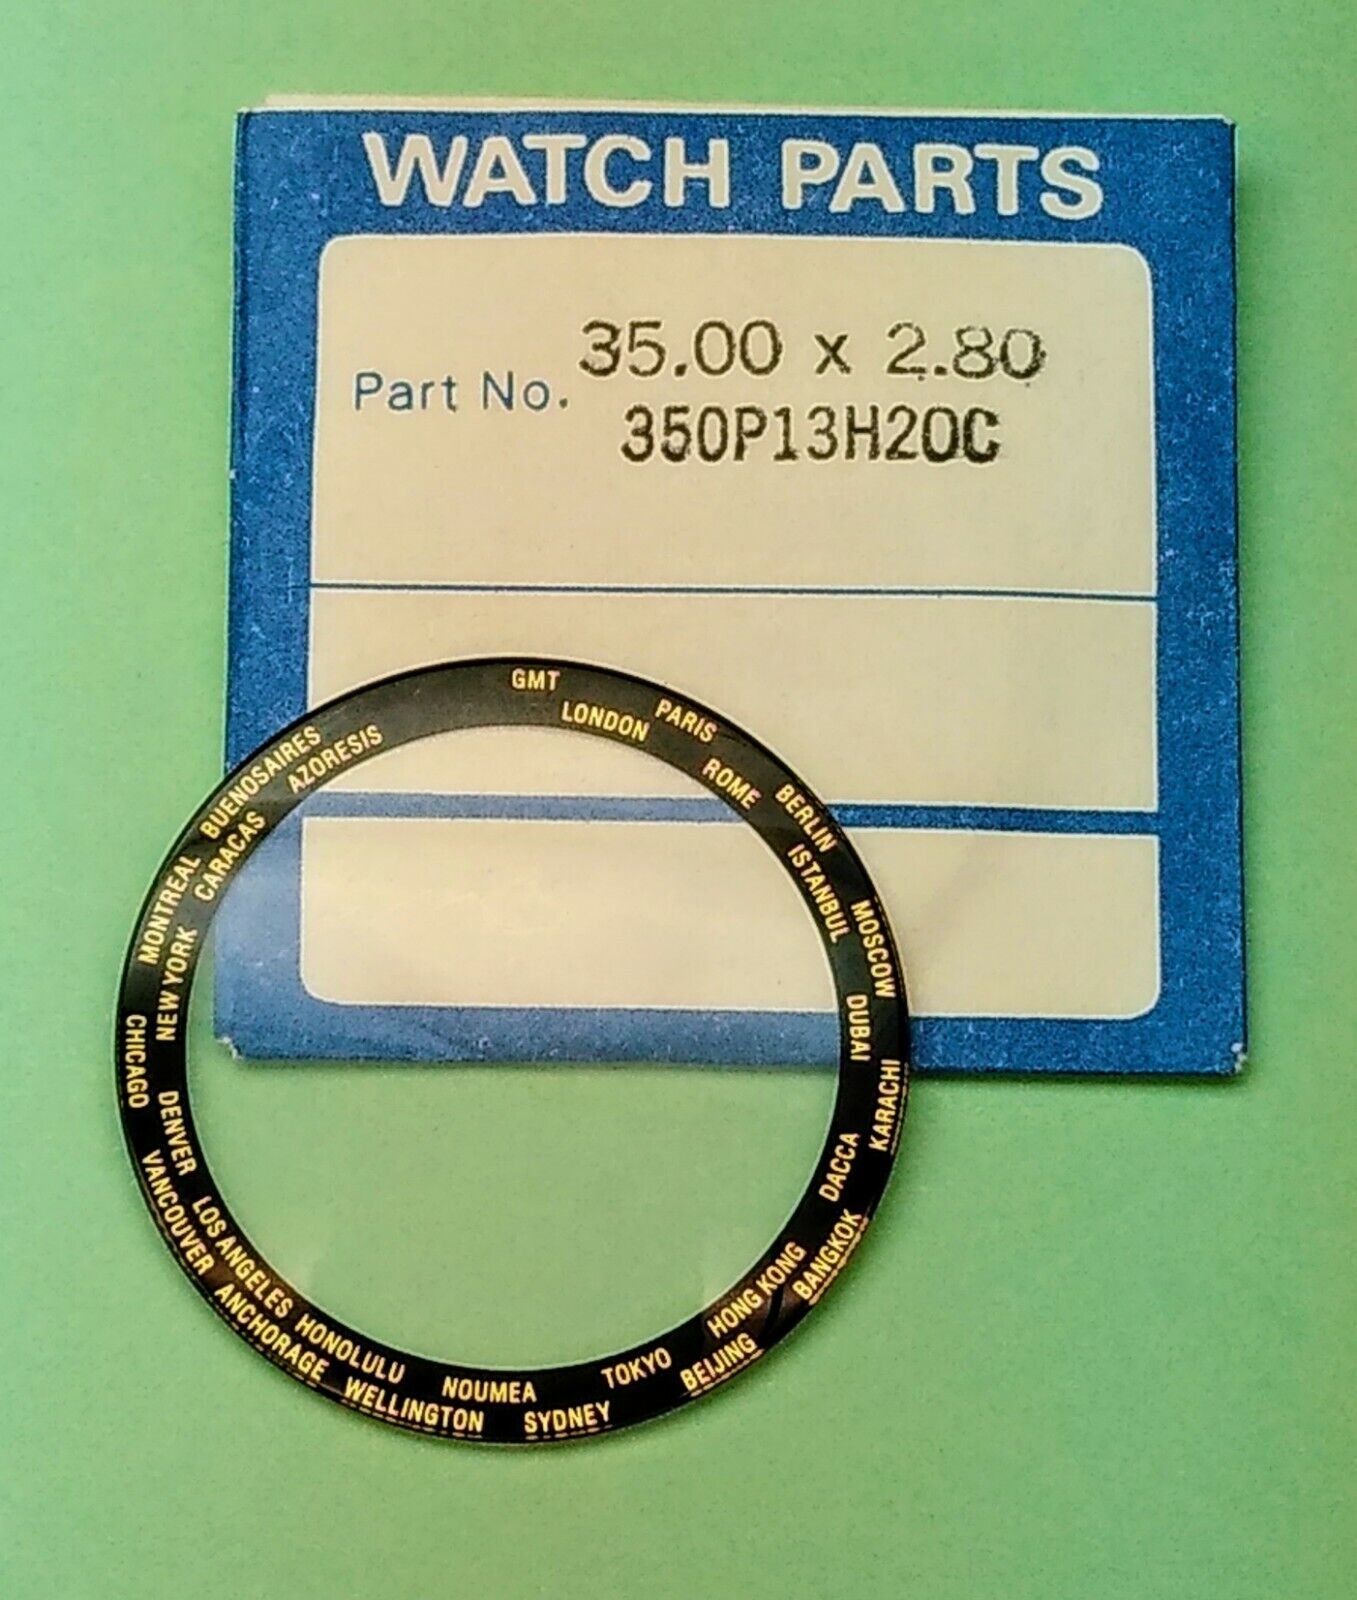 WATCH PARTS
Part No. 35.00 x 2.80
350P13H20C
GMT
LONDON
PARIS
ROME
BERLIN
ISTANBUL
MOSCOW
DUBAI
KARACHI
DACCA
BANGKOK
HONG KONG
BEIJING
TOKYO
SYDNEY
NOUMEA
WELLINGTON
HONOLULU
ANCHORAGE
LOS ANGELES
VANCOUVER
DENVER
CHICAGO
NEW YORK
MONTREAL
CARACAS
BUENOSAIRES
AZORESIS